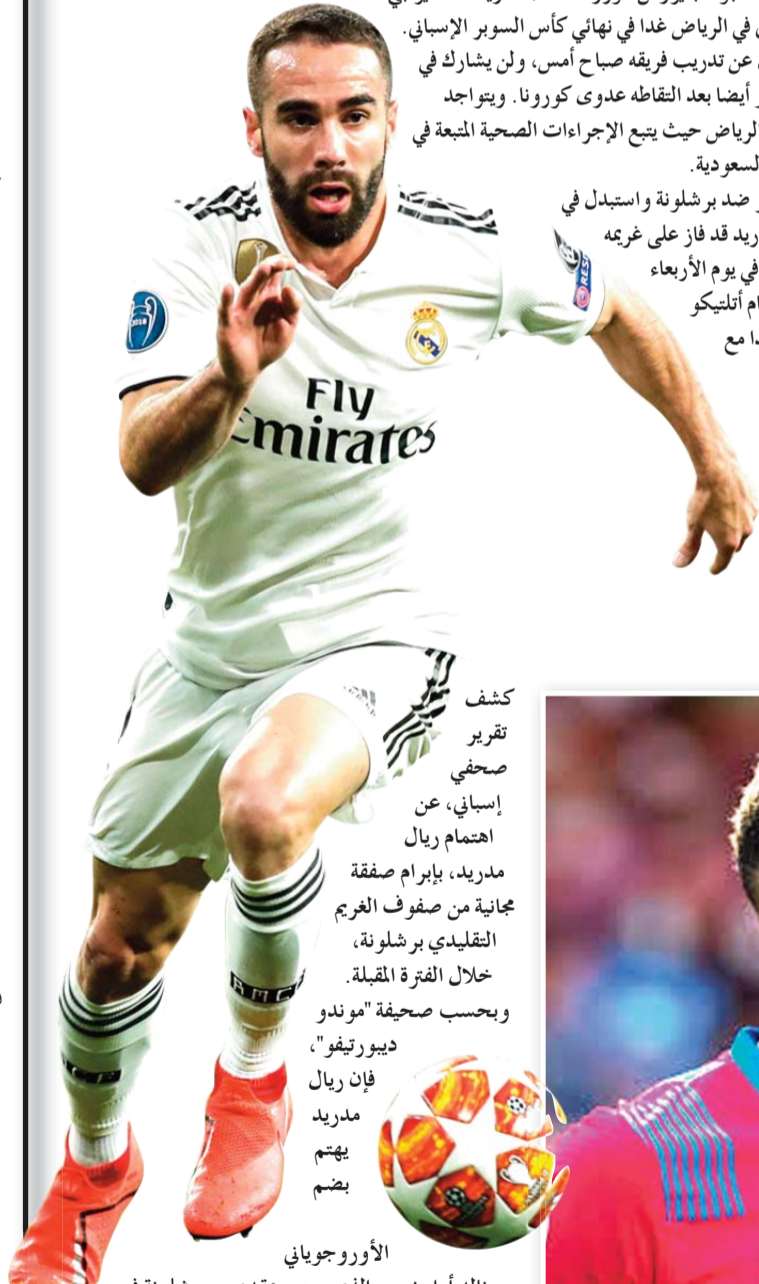 في الرياض غدا في نهائي كأس السوبر الإسباني.
عن تدريب فريقه صباح أمس، ولن يشارك في
أيضا بعد التقاطه عدوى كورونا. ويتواجد
الرياض حيث يتبع الإجراءات الصحية المتبعة في
السعودية.
ضد برشلونة واستبدل في
قد فاز على غريمه
في يوم الأربعاء
أتلتيكو
مع
Fly
Emirates
RES
كشف
تقرير
صحفي
إسباني، عن
اهتمام ريال
مدريد، بإبرام صفقة
مجانية من صفوف الغريم
التقليدي برشلونة،
خلال الفترة المقبلة.
وبحسب صحيفة "موندو
ديبورتيفو"،
فإن ريال
مدريد
يهتم
بضم
الأوروجوياني
RMCF